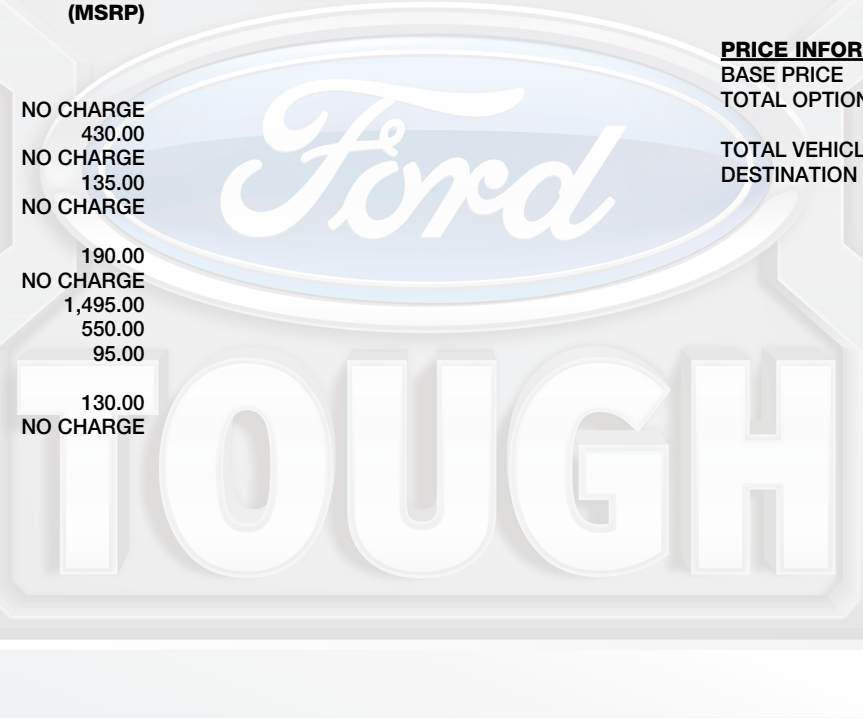 (MSRP)
NO CHARGE
430.00
NO CHARGE
135.00
NO CHARGE
190.00
NO CHARGE
1,495.00
550.00
95.00
130.00
NO CHARGE
PRICE INFOR
BASE PRICE
TOTAL OPTION
TOTAL VEHICL
DESTINATION
Ford
TOUGH